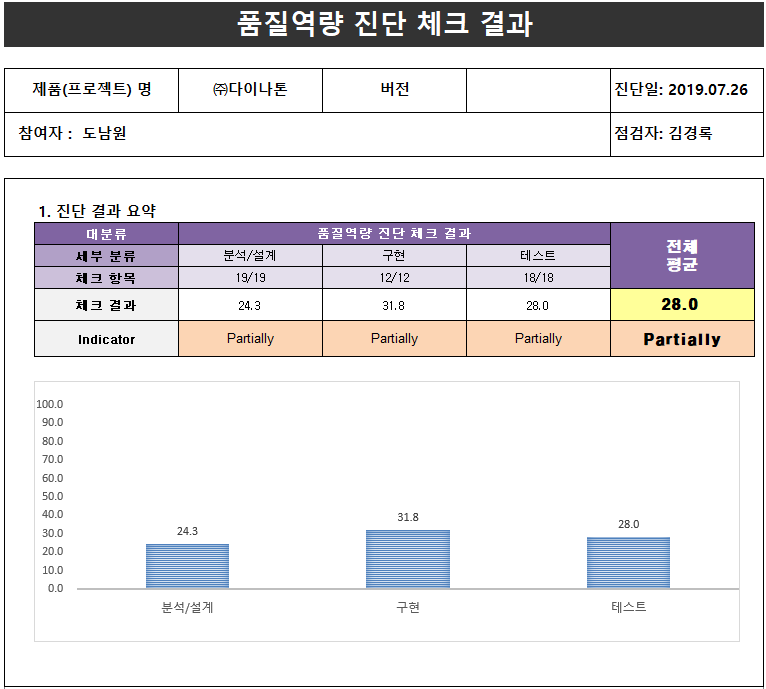 품질역량 진단 체크 결과
제품(프로젝트) 명 ㈜다이나톤 버전 진단일: 2019.07.26
참여자 : 도남원 점검자: 김경록
1. 진단 결과 요약
대분류 품질역량 진단 체크 결과 전체 평균
세부 분류 분석/설계 구현 테스트
체크 항목 19/19 12/12 18/18
체크 결과 24.3 31.8 28.0 28.0
Indicator Partially Partially Partially Partially
100.0
90.0
80.0
70.0
60.0
50.0
40.0
30.0
20.0
10.0
0.0
24.3 31.8 28.0
분석/설계 구현 테스트